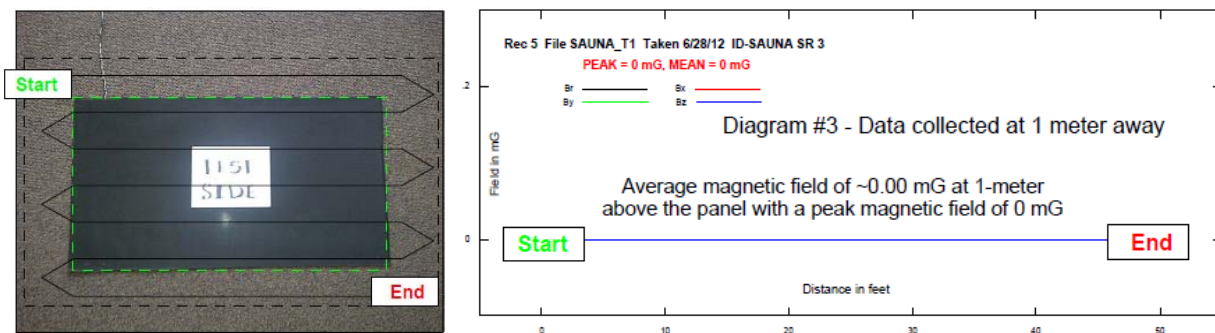 Start
1151
SIDE
End
Rec 5 File SAUNA_T1 Taken 6/28/12 ID-SAUNA SR 3
PEAK = 0 mG, MEAN = 0 mG
Br Bx
By Bz
.2
Diagram #3 - Data collected at 1 meter away
Field in mG
Average magnetic field of ~0.00 mG at 1-meter
above the panel with a peak magnetic field of 0 mG
0
Start
End
Distance in feet
0 10 20 30 40 50